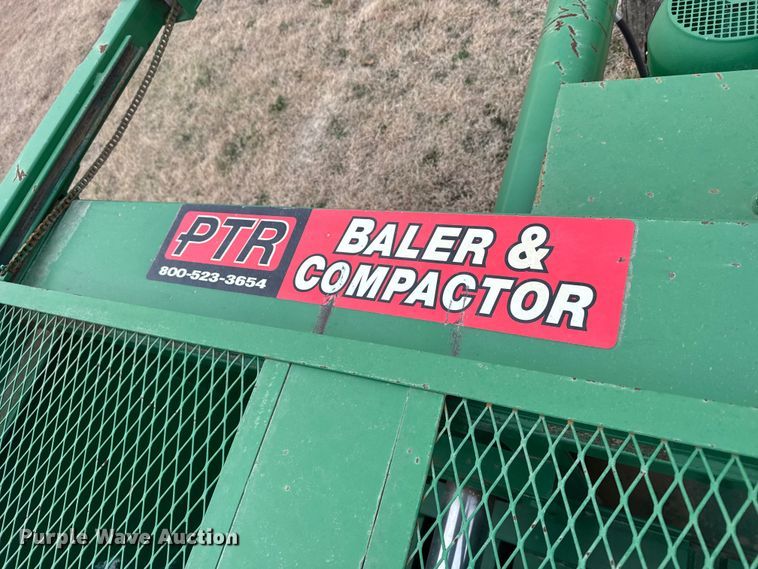 PTR
800-523-3654
BALER &
COMPACTOR
Purple Wave Auction